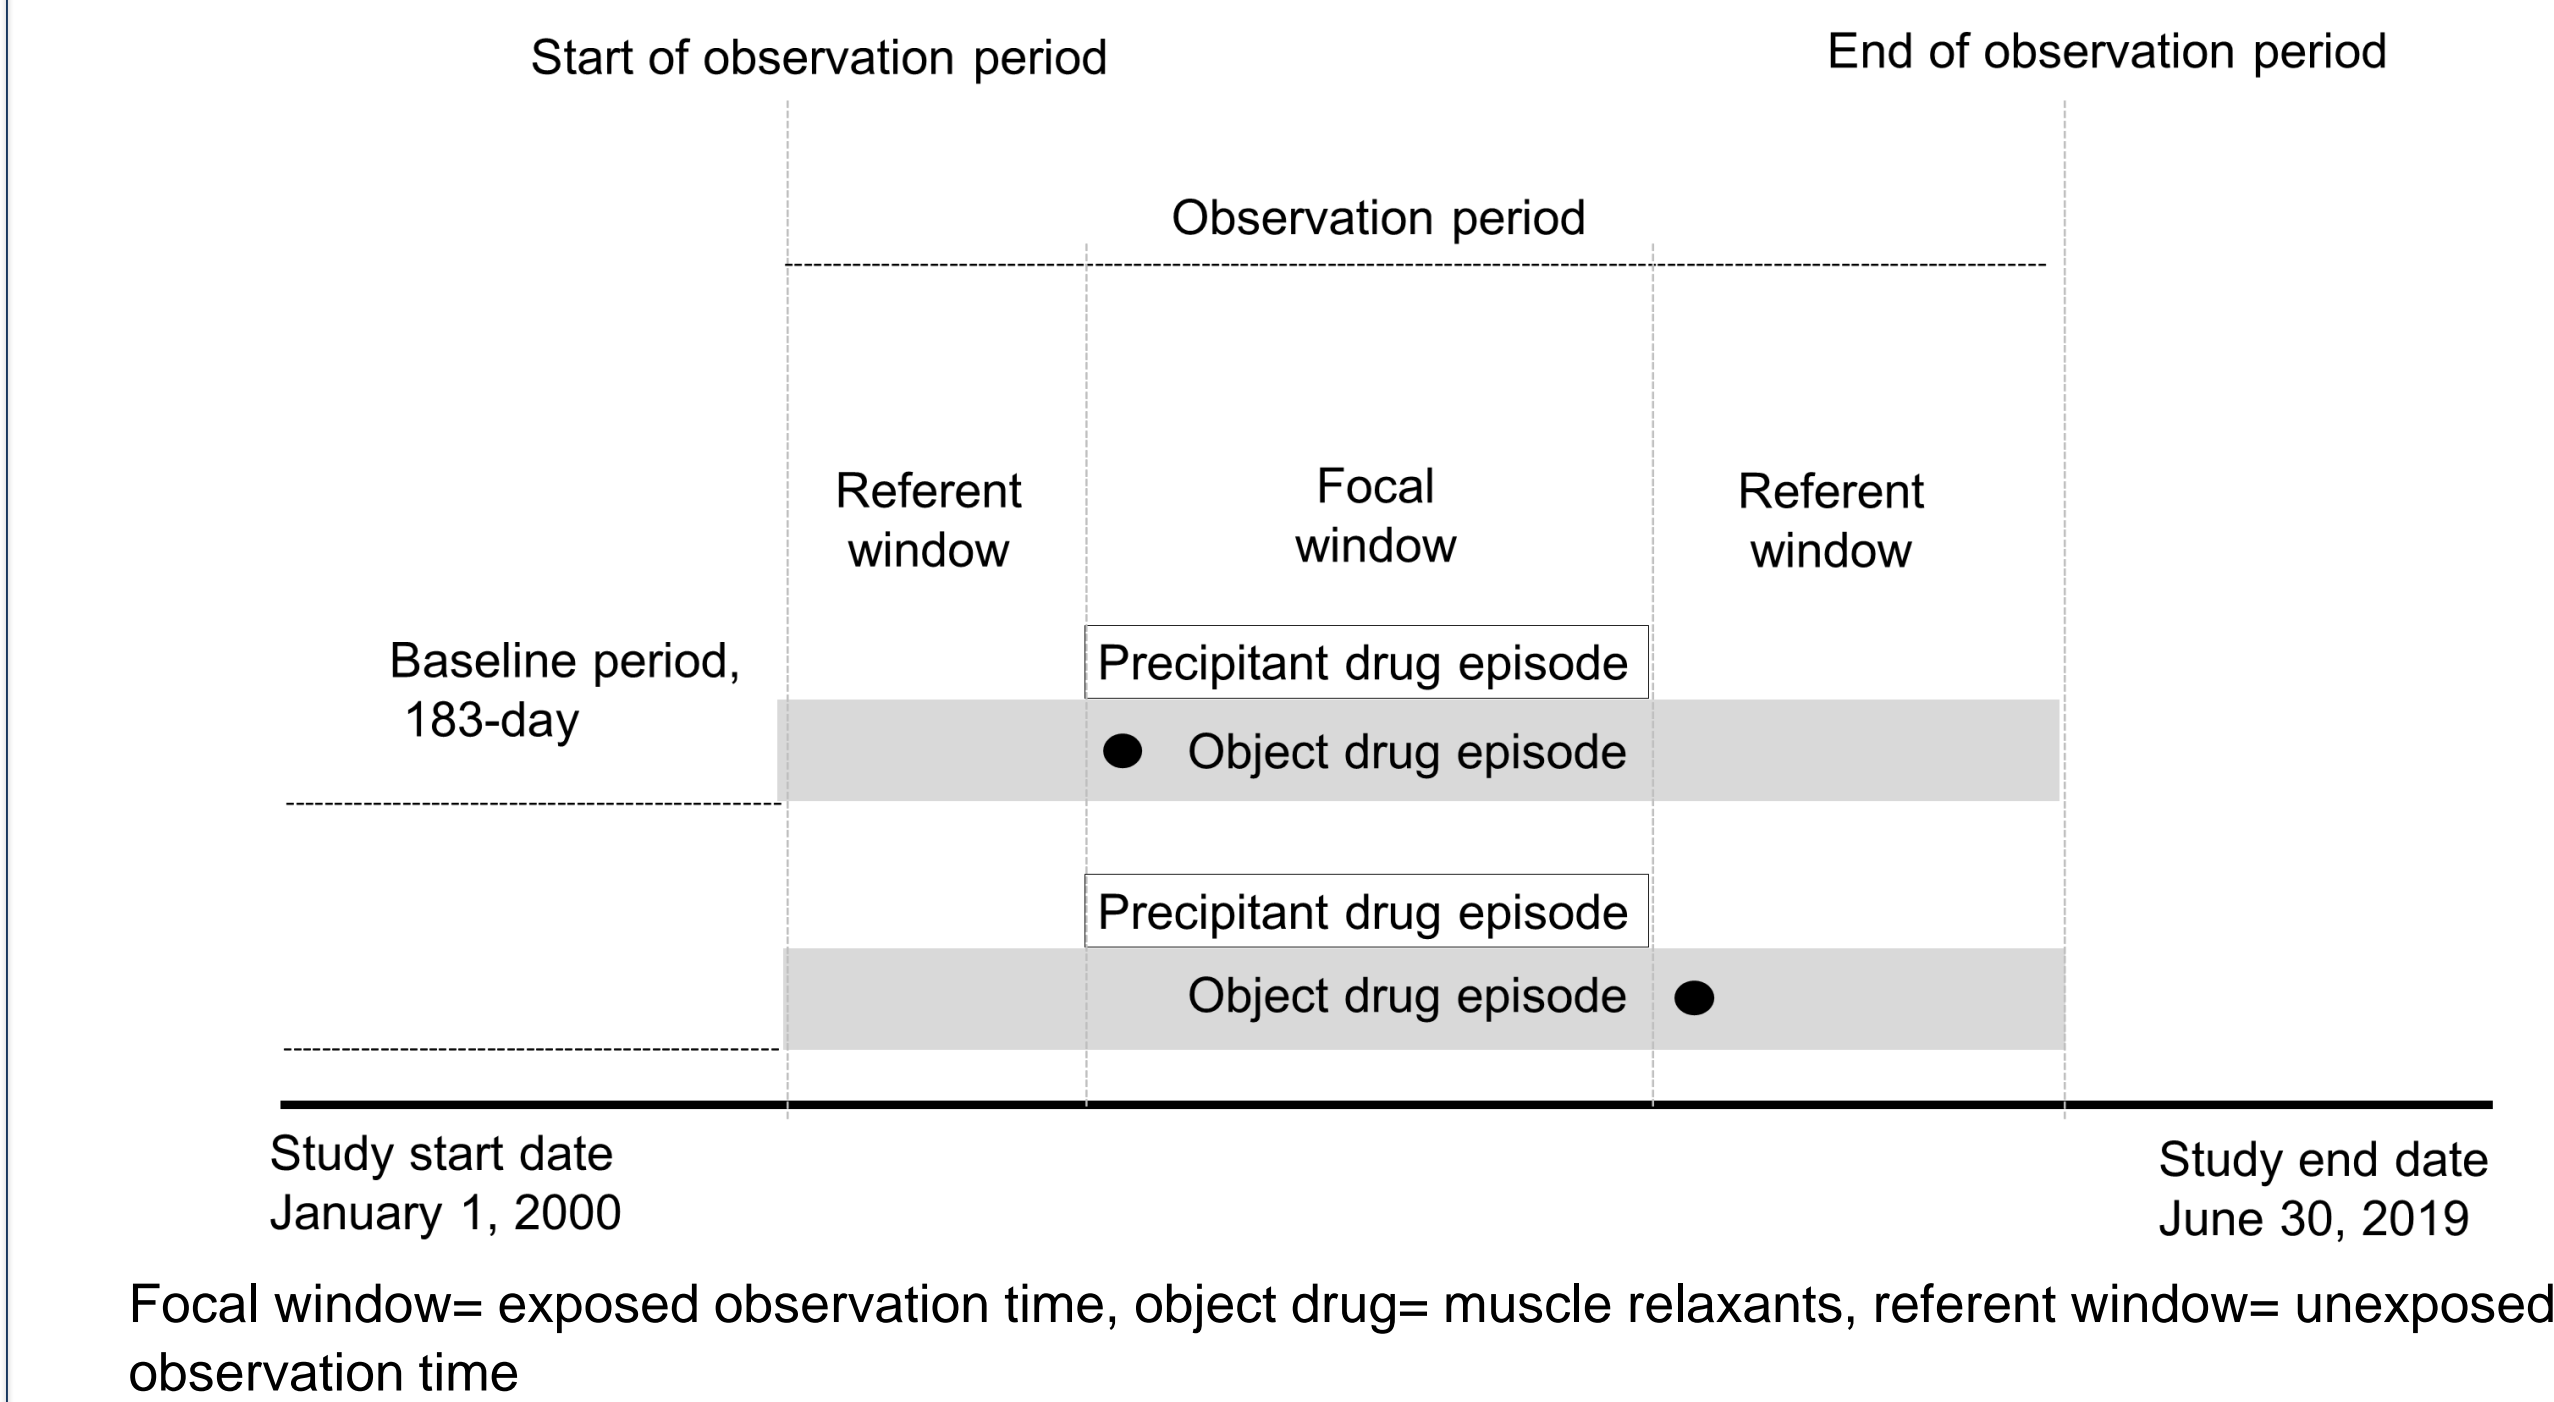 Start of observation period
End of observation period
Observation period
Referent
window
Focal
window
Referent
window
Baseline period,
183-day
Precipitant drug episode
Object drug episode
Precipitant drug episode
Object drug episode
Study start date
January 1, 2000
Study end date
June 30, 2019
Focal window= exposed observation time, object drug= muscle relaxants, referent window= unexposed
observation time